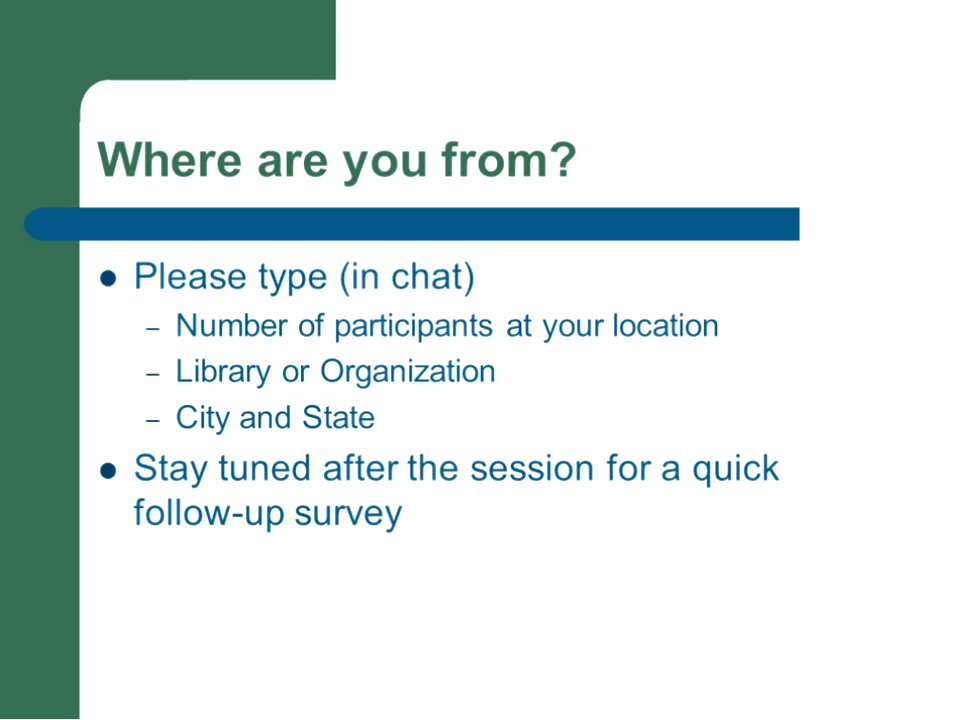 Where are you from?
● Please type (in chat)
– Number of participants at your location
– Library or Organization
– City and State
● Stay tuned after the session for a quick
follow-up survey